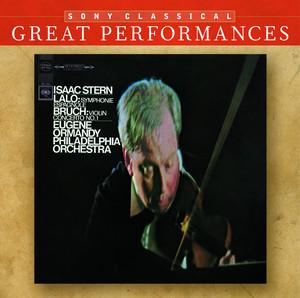 SONY CLASSICAL
GREAT PERFORMANCES
ISAAC STERN
LALO: SYMPHONIE
ESPAGNOLE
BRUCH: VIOLIN
CONCERTO NO. 1
EUGENE
ORMANDY
PHILADELPHIA
ORCHESTRA